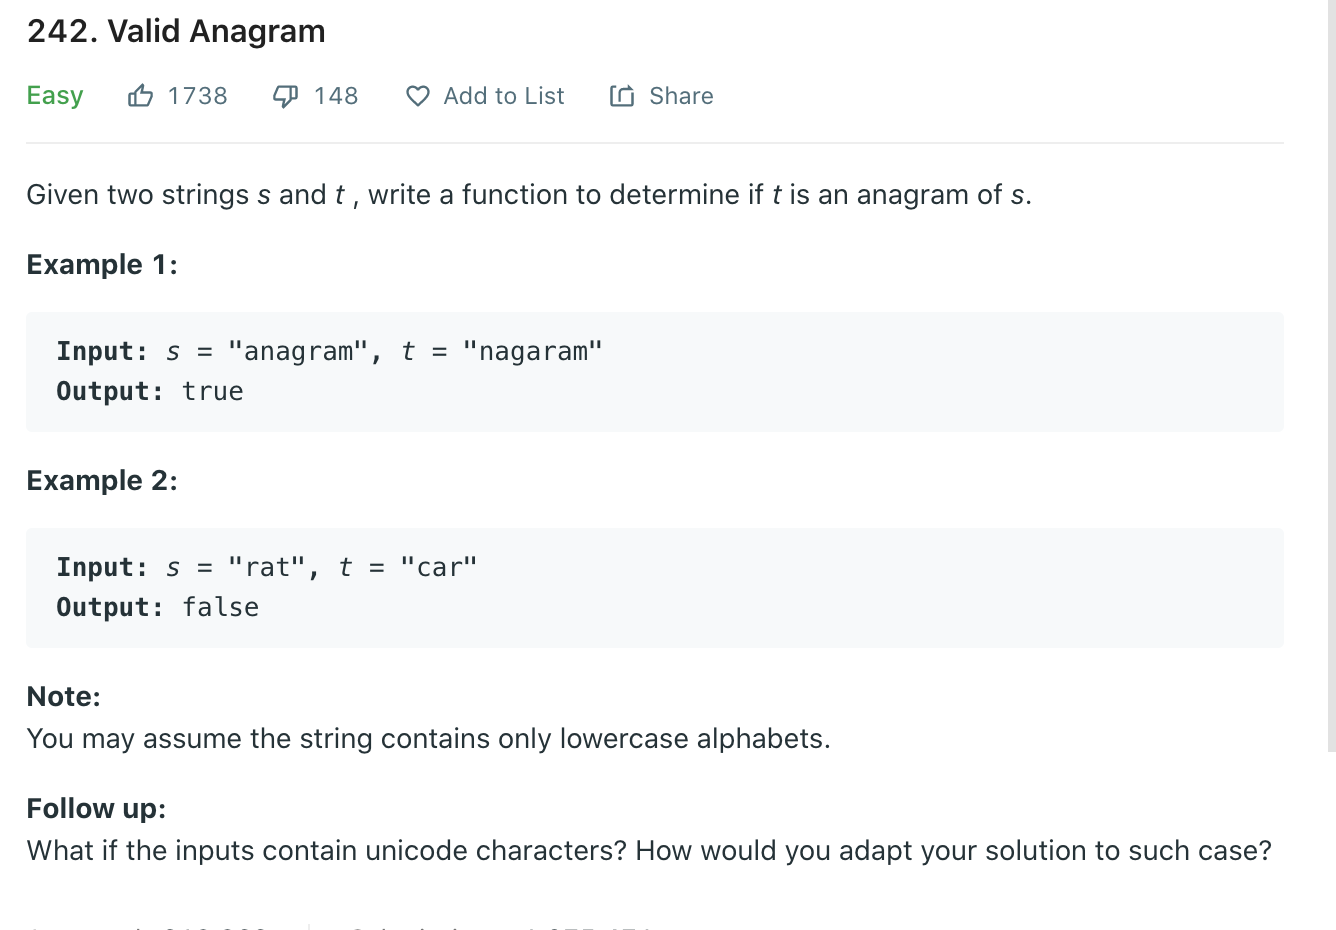 242. Valid Anagram
Easy 1738 148 Add to List Share
Given two strings s and t , write a function to determine if t is an anagram of s.
Example 1:
Input: s = "anagram", t = "nagaram"
Output: true
Example 2:
Input: s = "rat", t = "car"
Output: false
Note:
You may assume the string contains only lowercase alphabets.
Follow up:
What if the inputs contain unicode characters? How would you adapt your solution to such case?